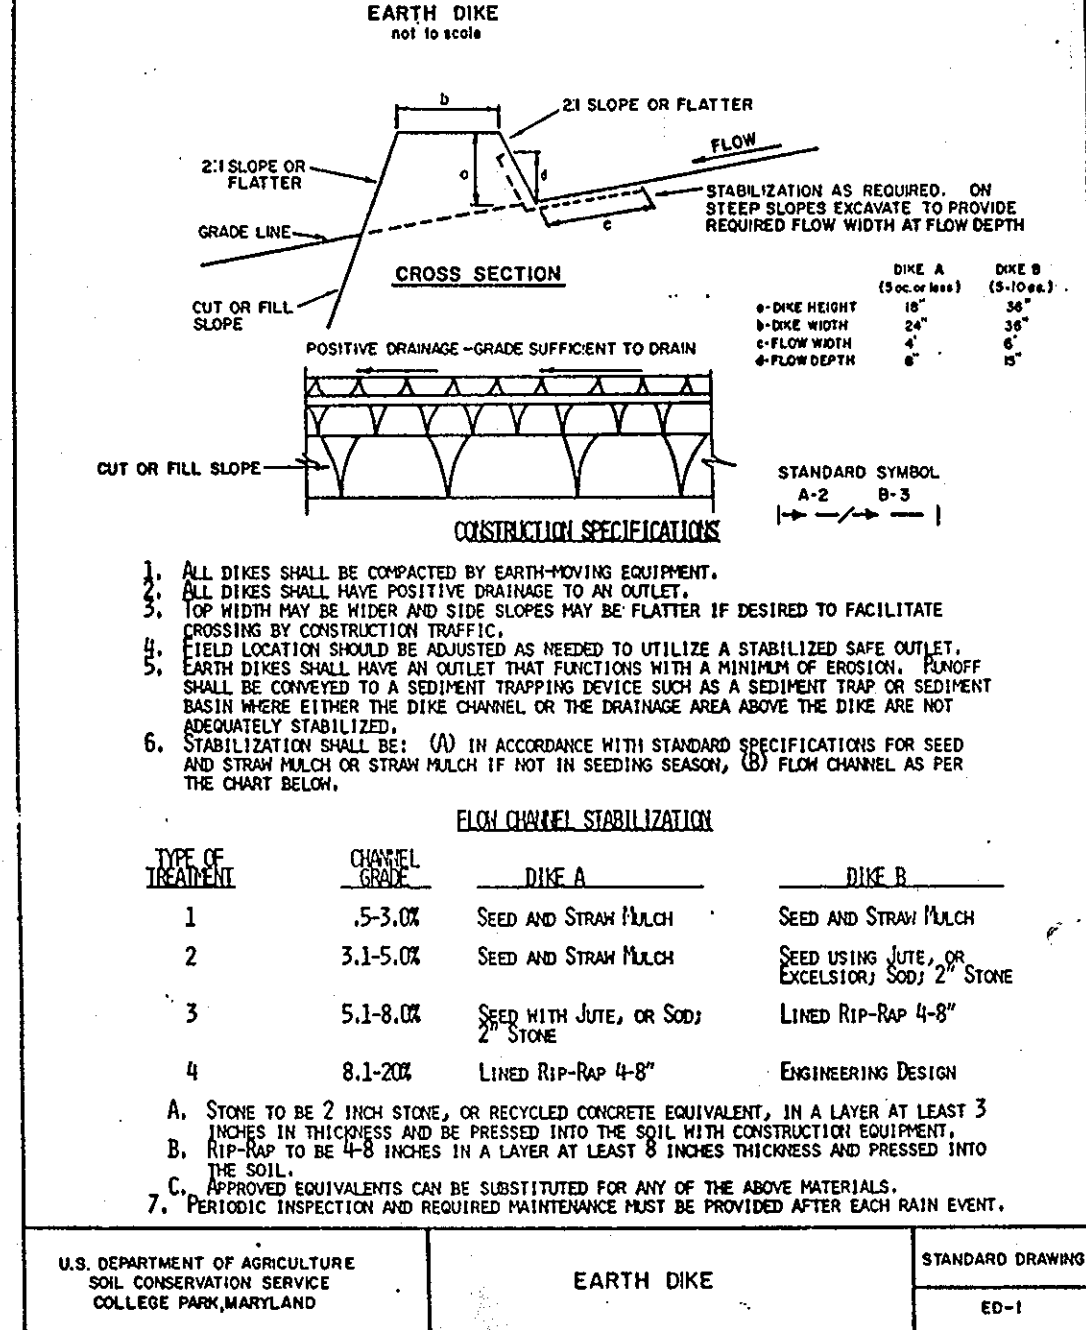 EARTH DIKE
not to scale
b
2:1 SLOPE OR FLATTER
FLOW
2:1 SLOPE OR
FLATTER
a
d
STABILIZATION AS REQUIRED. ON
STEEP SLOPES EXCAVATE TO PROVIDE
REQUIRED FLOW WIDTH AT FLOW DEPTH
c
GRADE LINE
CROSS SECTION
CUT OR FILL
SLOPE
DIKE A DIKE B
(5 ac. or less) (5-10 ac.)
a-DIKE HEIGHT 18" 36"
b-DIKE WIDTH 24" 36"
c-FLOW WIDTH 4' 6'
d-FLOW DEPTH 8" 15"
POSITIVE DRAINAGE-GRADE SUFFICIENT TO DRAIN
CUT OR FILL SLOPE
STANDARD SYMBOL
A-2 B-3
CONSTRUCTION SPECIFICATIONS
1. ALL DIKES SHALL BE COMPACTED BY EARTH-MOVING EQUIPMENT.
2. ALL DIKES SHALL HAVE POSITIVE DRAINAGE TO AN OUTLET.
3. TOP WIDTH MAY BE WIDER AND SIDE SLOPES MAY BE FLATTER IF DESIRED TO FACILITATE
CROSSING BY CONSTRUCTION TRAFFIC.
4. FIELD LOCATION SHOULD BE ADJUSTED AS NEEDED TO UTILIZE A STABILIZED SAFE OUTLET.
5. EARTH DIKES SHALL HAVE AN OUTLET THAT FUNCTIONS WITH A MINIMUM OF EROSION. RUNOFF
SHALL BE CONVEYED TO A SEDIMENT TRAPPING DEVICE SUCH AS A SEDIMENT TRAP OR SEDIMENT
BASIN WHERE EITHER THE DIKE CHANNEL OR THE DRAINAGE AREA ABOVE THE DIKE ARE NOT
ADEQUATELY STABILIZED.
6. STABILIZATION SHALL BE: (A) IN ACCORDANCE WITH STANDARD SPECIFICATIONS FOR SEED
AND STRAW MULCH OR STRAW MULCH IF NOT IN SEEDING SEASON, (B) FLOW CHANNEL AS PER
THE CHART BELOW.
FLOW CHANNEL STABILIZATION
TYPE OF
TREATMENT
CHANNEL
GRADE
DIKE A
DIKE B
1 .5-3.0% SEED AND STRAW MULCH SEED AND STRAW MULCH
2 3.1-5.0% SEED AND STRAW MULCH SEED USING JUTE, OR
EXCELSIOR; SOD; 2" STONE
3 5.1-8.0% SEED WITH JUTE, OR SOD; LINED RIP-RAP 4-8"
2" STONE
4 8.1-20% LINED RIP-RAP 4-8" ENGINEERING DESIGN
A. STONE TO BE 2 INCH STONE, OR RECYCLED CONCRETE EQUIVALENT, IN A LAYER AT LEAST 3
INCHES IN THICKNESS AND BE PRESSED INTO THE SOIL WITH CONSTRUCTION EQUIPMENT.
B. RIP-RAP TO BE 4-8 INCHES IN A LAYER AT LEAST 8 INCHES THICKNESS AND PRESSED INTO
THE SOIL.
C. APPROVED EQUIVALENTS CAN BE SUBSTITUTED FOR ANY OF THE ABOVE MATERIALS.
7. PERIODIC INSPECTION AND REQUIRED MAINTENANCE MUST BE PROVIDED AFTER EACH RAIN EVENT.
U.S. DEPARTMENT OF AGRICULTURE
SOIL CONSERVATION SERVICE
COLLEGE PARK, MARYLAND
EARTH DIKE
STANDARD DRAWING
ED-1